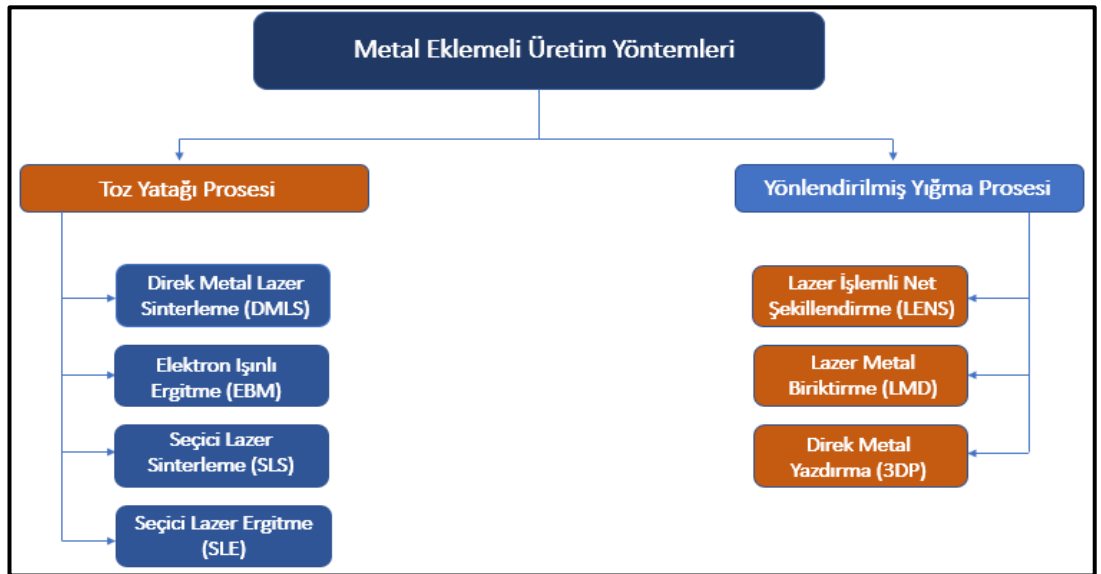 Metal Eklemeli Üretim Yöntemleri
Toz Yatağı Prosesi
Direk Metal Lazer
Sinterleme (DMLS)
Elektron Işınlı
Ergitme (EBM)
Seçici Lazer
Sinterleme (SLS)
Seçici Lazer Ergitme
(SLE)
Yönlendirilmiş Yığma Prosesi
Lazer İşlemli Net
Şekillendirme (LENS)
Lazer Metal
Biriktirme (LMD)
Direk Metal
Yazdırma (3DP)